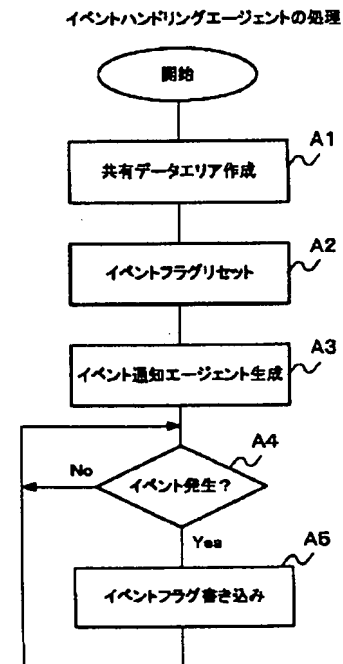 イベントハンドリングエージェントの処理
開始
A1
共有データエリア作成
A2
イベントフラグリセット
A3
イベント通知エージェント生成
A4
No
イベント発生？
Yes
A5
イベントフラグ書き込み